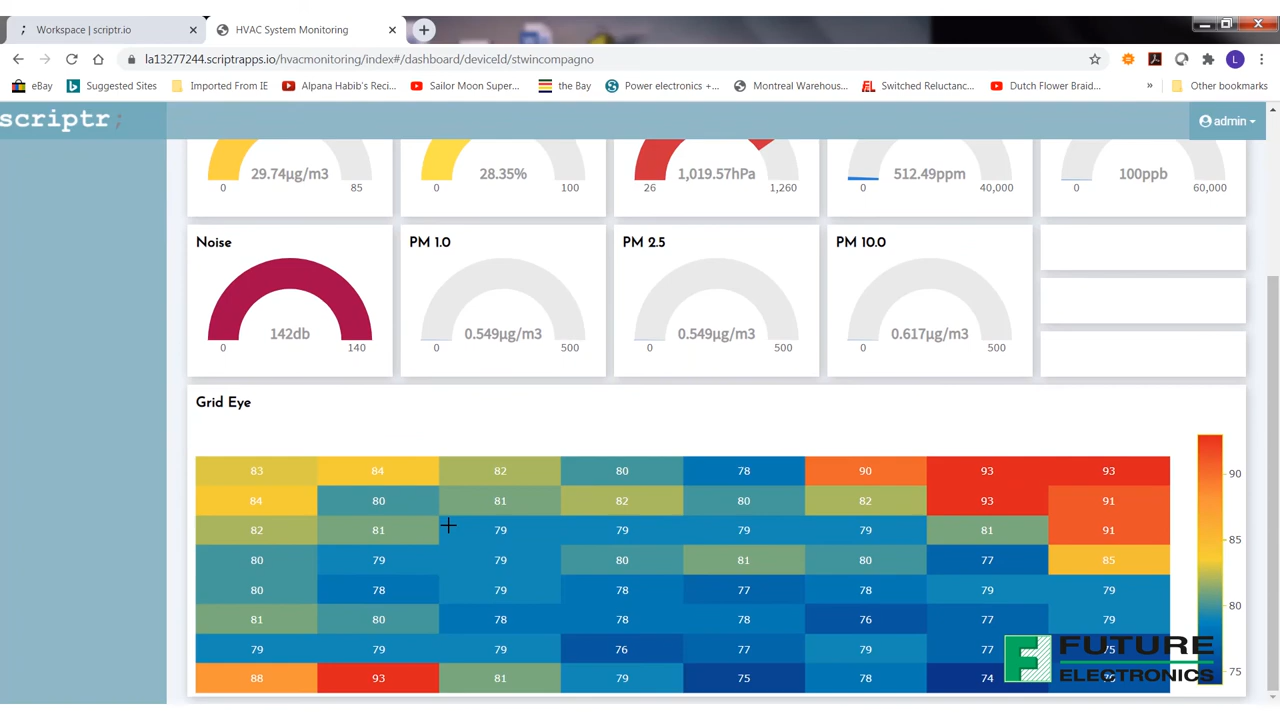 Workspace | scriptr.io
HVAC System Monitoring
la13277244.scriptrapps.io/hvacmonitoring/index#/dashboard/deviceId/stwincompagno
L
eBay
Suggested Sites
Imported From IE
Alpana Habib's Reci...
Sailor Moon Super...
the Bay
Power electronics +...
Montreal Warehous...
Switched Reluctanc...
Dutch Flower Braid...
»
Other bookmarks
scriptr;
admin
29.74µg/m3
0 85
28.35%
0 100
1,019.57hPa
26 1,260
512.49ppm
0 40,000
100ppb
0 60,000
Noise
142db
0 140
PM 1.0
0.549µg/m3
0 500
PM 2.5
0.549µg/m3
0 500
PM 10.0
0.617µg/m3
0 500
Grid Eye
83 84 82 80 78 90 93 93
84 80 81 82 80 82 93 91
82 81 79 79 79 79 81 91
80 79 79 80 81 80 77 85
80 78 79 78 77 78 79 79
81 80 78 78 78 76 77 79
79 79 79 76 77 79 77 75
88 93 81 79 75 78 74
90
85
80
75
FUTURE
ELECTRONICS